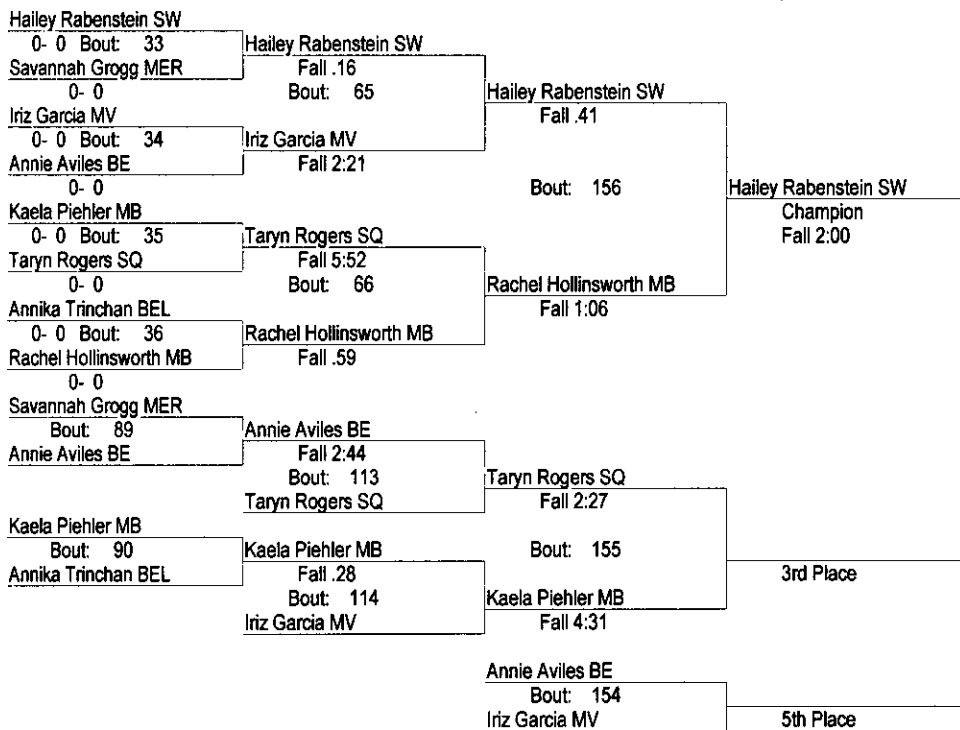 Hailey Rabenstein SW
0- 0 Bout: 33
Savannah Grogg MER
0- 0
Iriz Garcia MV
0- 0 Bout: 34
Annie Aviles BE
0- 0
Kaela Piehler MB
0- 0 Bout: 35
Taryn Rogers SQ
0- 0
Annika Trinchan BEL
0- 0 Bout: 36
Rachel Hollinsworth MB
0- 0
Hailey Rabenstein SW
Fall .16
Bout: 65
Iriz Garcia MV
Fall 2:21
Taryn Rogers SQ
Fall 5:52
Bout: 66
Rachel Hollinsworth MB
Fall .59
Hailey Rabenstein SW
Fall .41
Bout: 156
Rachel Hollinsworth MB
Fall 1:06
Hailey Rabenstein SW
Champion
Fall 2:00
Savannah Grogg MER
Bout: 89
Annie Aviles BE
Kaela Piehler MB
Bout: 90
Annika Trinchan BEL
Annie Aviles BE
Fall 2:44
Bout: 113
Taryn Rogers SQ
Kaela Piehler MB
Fall .28
Bout: 114
Iriz Garcia MV
Taryn Rogers SQ
Fall 2:27
Bout: 155
Kaela Piehler MB
Fall 4:31
3rd Place
Annie Aviles BE
Bout: 154
Iriz Garcia MV
5th Place